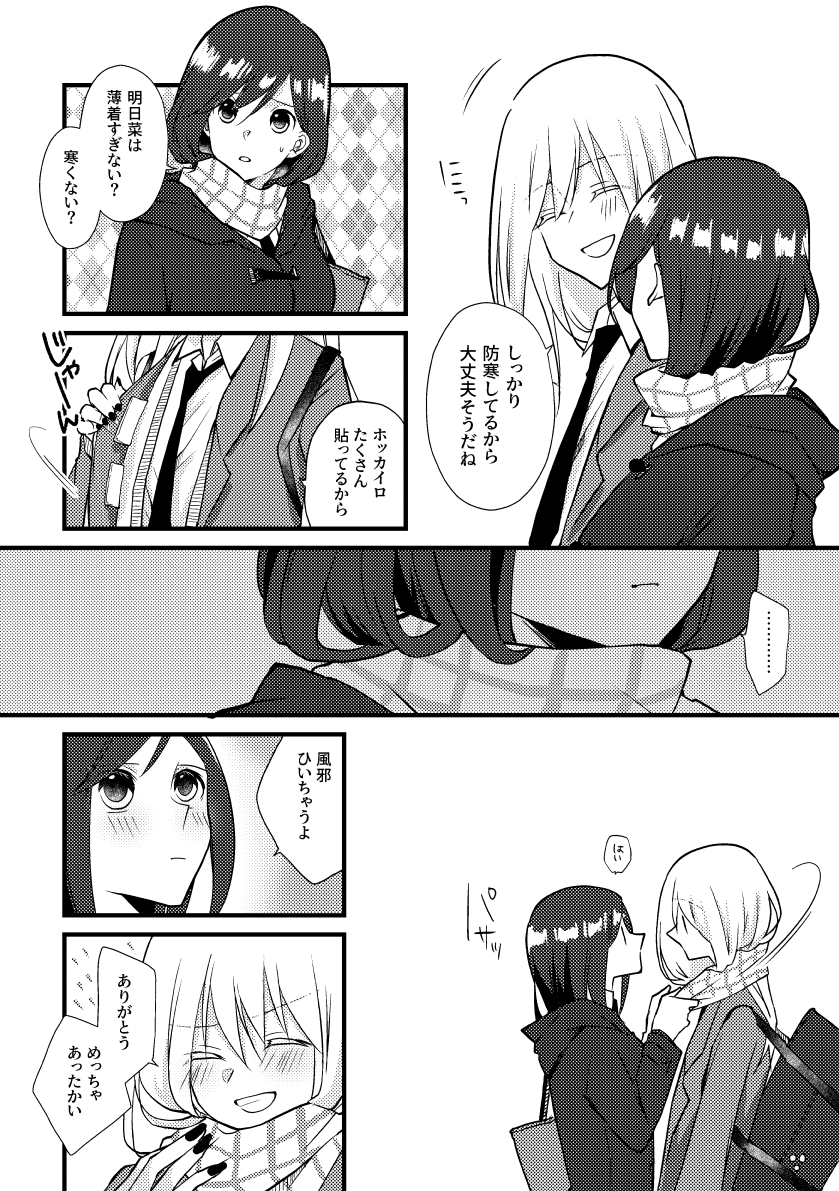 しっかり
防寒してるから
大丈夫そうだね
ﾆﾆﾆ
明日菜は
薄着すぎない?
寒くない?
ホッカイロ
たくさん
貼ってるから
じゃーん
………
はい
パサッ
風邪
ひいちゃうよ
ありがとう
めっちゃ
あったかい